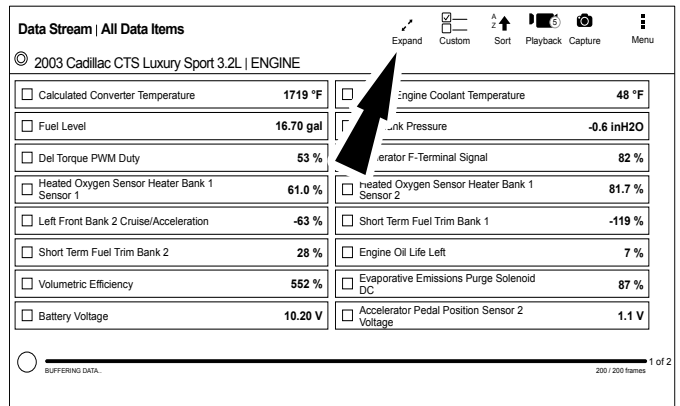 Data Stream | All Data Items
Expand
Custom
A
Z
Sort
5
Playback
Capture
Menu
2003 Cadillac CTS Luxury Sport 3.2L | ENGINE
Calculated Converter Temperature 1719 °F
Engine Coolant Temperature 48 °F
Fuel Level 16.70 gal
Pressure -0.6 inH2O
Del Torque PWM Duty 53 %
F-Terminal Signal 82 %
Heated Oxygen Sensor Heater Bank 1
Sensor 1
61.0 %
Heated Oxygen Sensor Heater Bank 1
Sensor 2
81.7 %
Left Front Bank 2 Cruise/Acceleration -63 %
Short Term Fuel Trim Bank 1 -119 %
Short Term Fuel Trim Bank 2 28 %
Engine Oil Life Left 7 %
Volumetric Efficiency 552 %
Evaporative Emissions Purge Solenoid
DC
87 %
Battery Voltage 10.20 V
Accelerator Pedal Position Sensor 2
Voltage
1.1 V
1 of 2
BUFFERING DATA..
200 / 200 frames